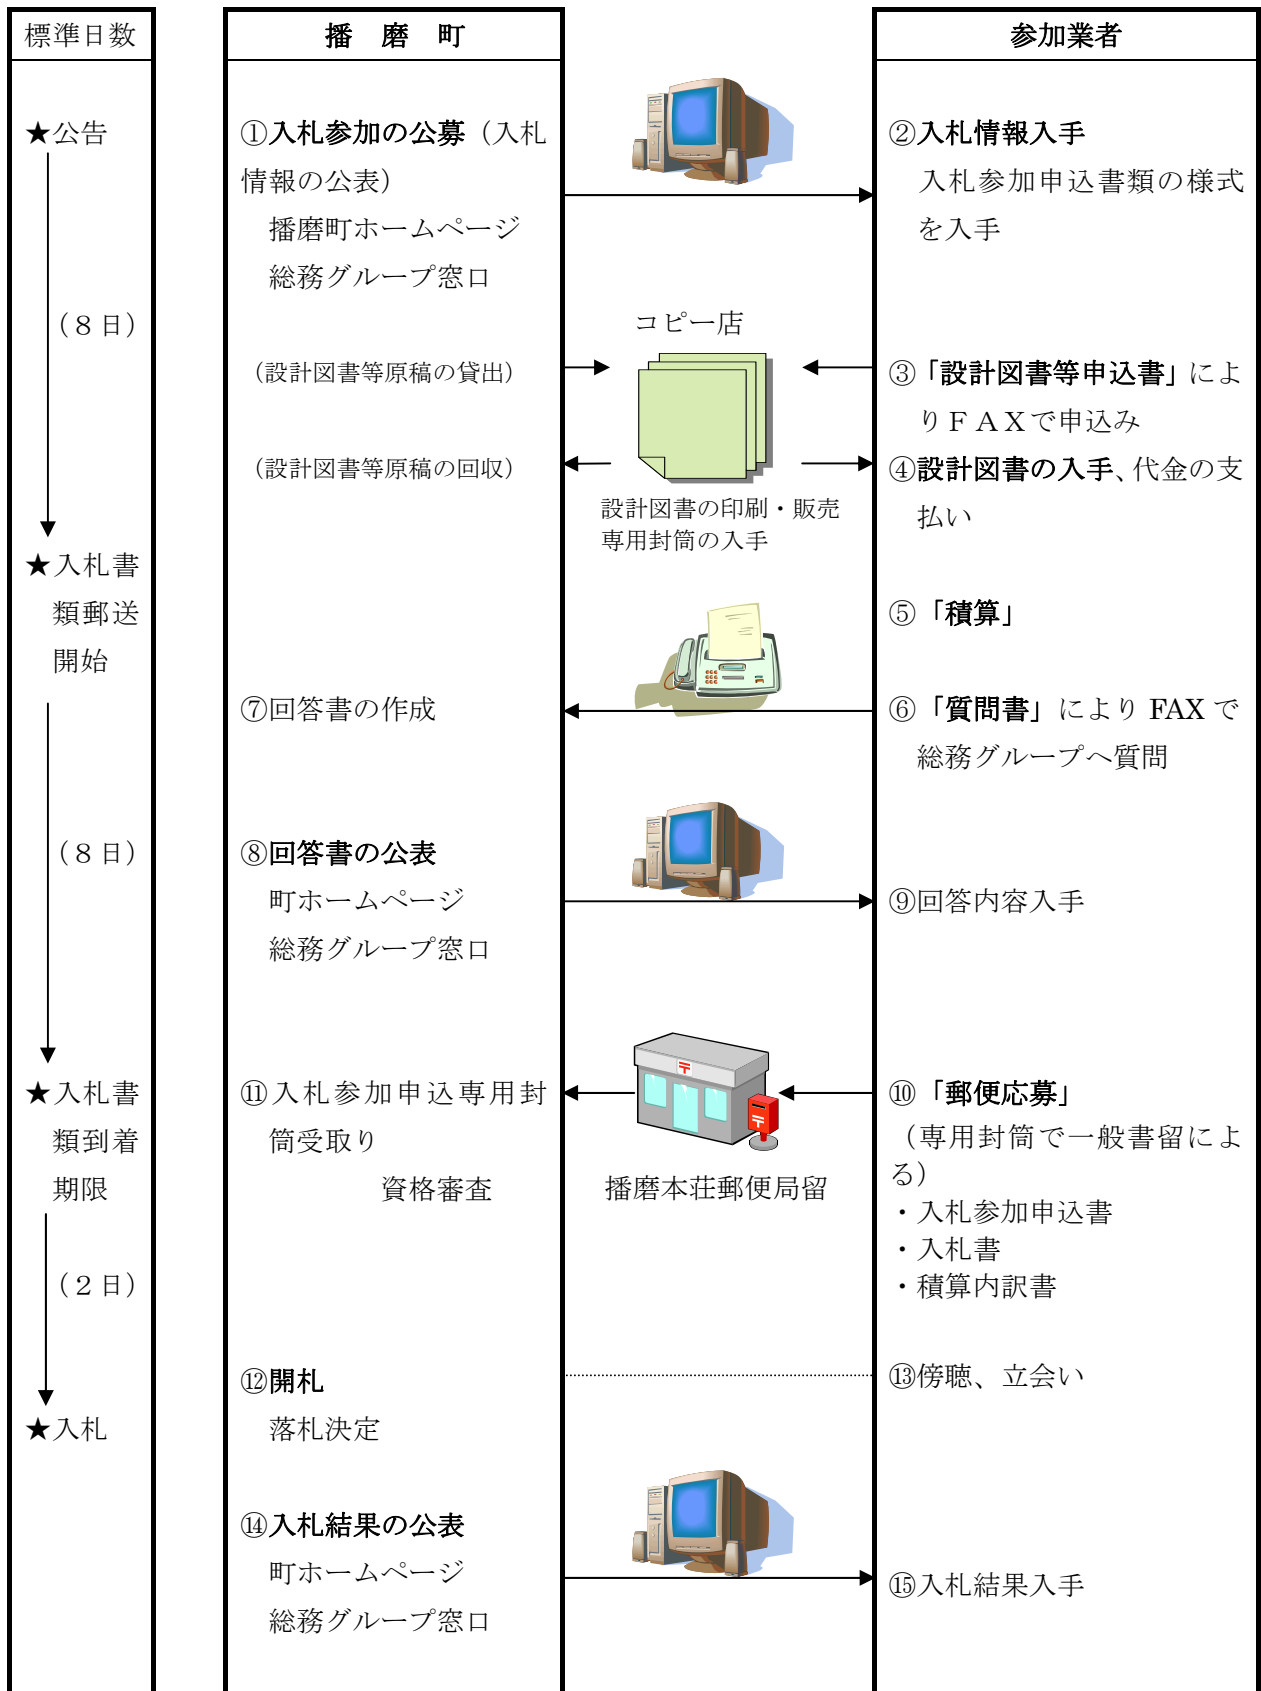 標準日数
★公告
（８日）
★入札書
類郵送
開始
（８日）
★入札書
類到着
期限
（２日）
★入札
播　磨　町
①入札参加の公募（入札
情報の公表）
播磨町ホームページ
総務グループ窓口
（設計図書等原稿の貸出）
（設計図書等原稿の回収）
⑦回答書の作成
⑧回答書の公表
町ホームページ
総務グループ窓口
⑪入札参加申込専用封
筒受取り
資格審査
⑫開札
落札決定
⑭入札結果の公表
町ホームページ
総務グループ窓口
コピー店
設計図書の印刷・販売
専用封筒の入手
〒
〒
播磨本荘郵便局留
参加業者
②入札情報入手
入札参加申込書類の様式
を入手
③「設計図書等申込書」によ
りＦＡＸで申込み
④設計図書の入手、代金の支
払い
⑤「積算」
⑥「質問書」により FAX で
総務グループへ質問
⑨回答内容入手
⑩「郵便応募」
（専用封筒で一般書留によ
る）
・入札参加申込書
・入札書
・積算内訳書
⑬傍聴、立会い
⑮入札結果入手